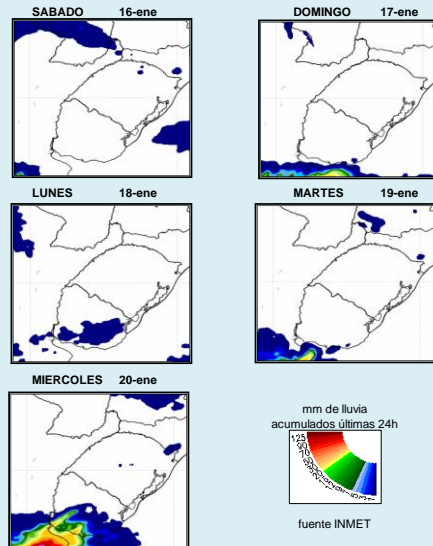 SABADO 16-ene
DOMINGO 17-ene
LUNES 18-ene
MARTES 19-ene
MIERCOLES 20-ene
mm de lluvia
acumulados últimas 24h
125
fuente INMET